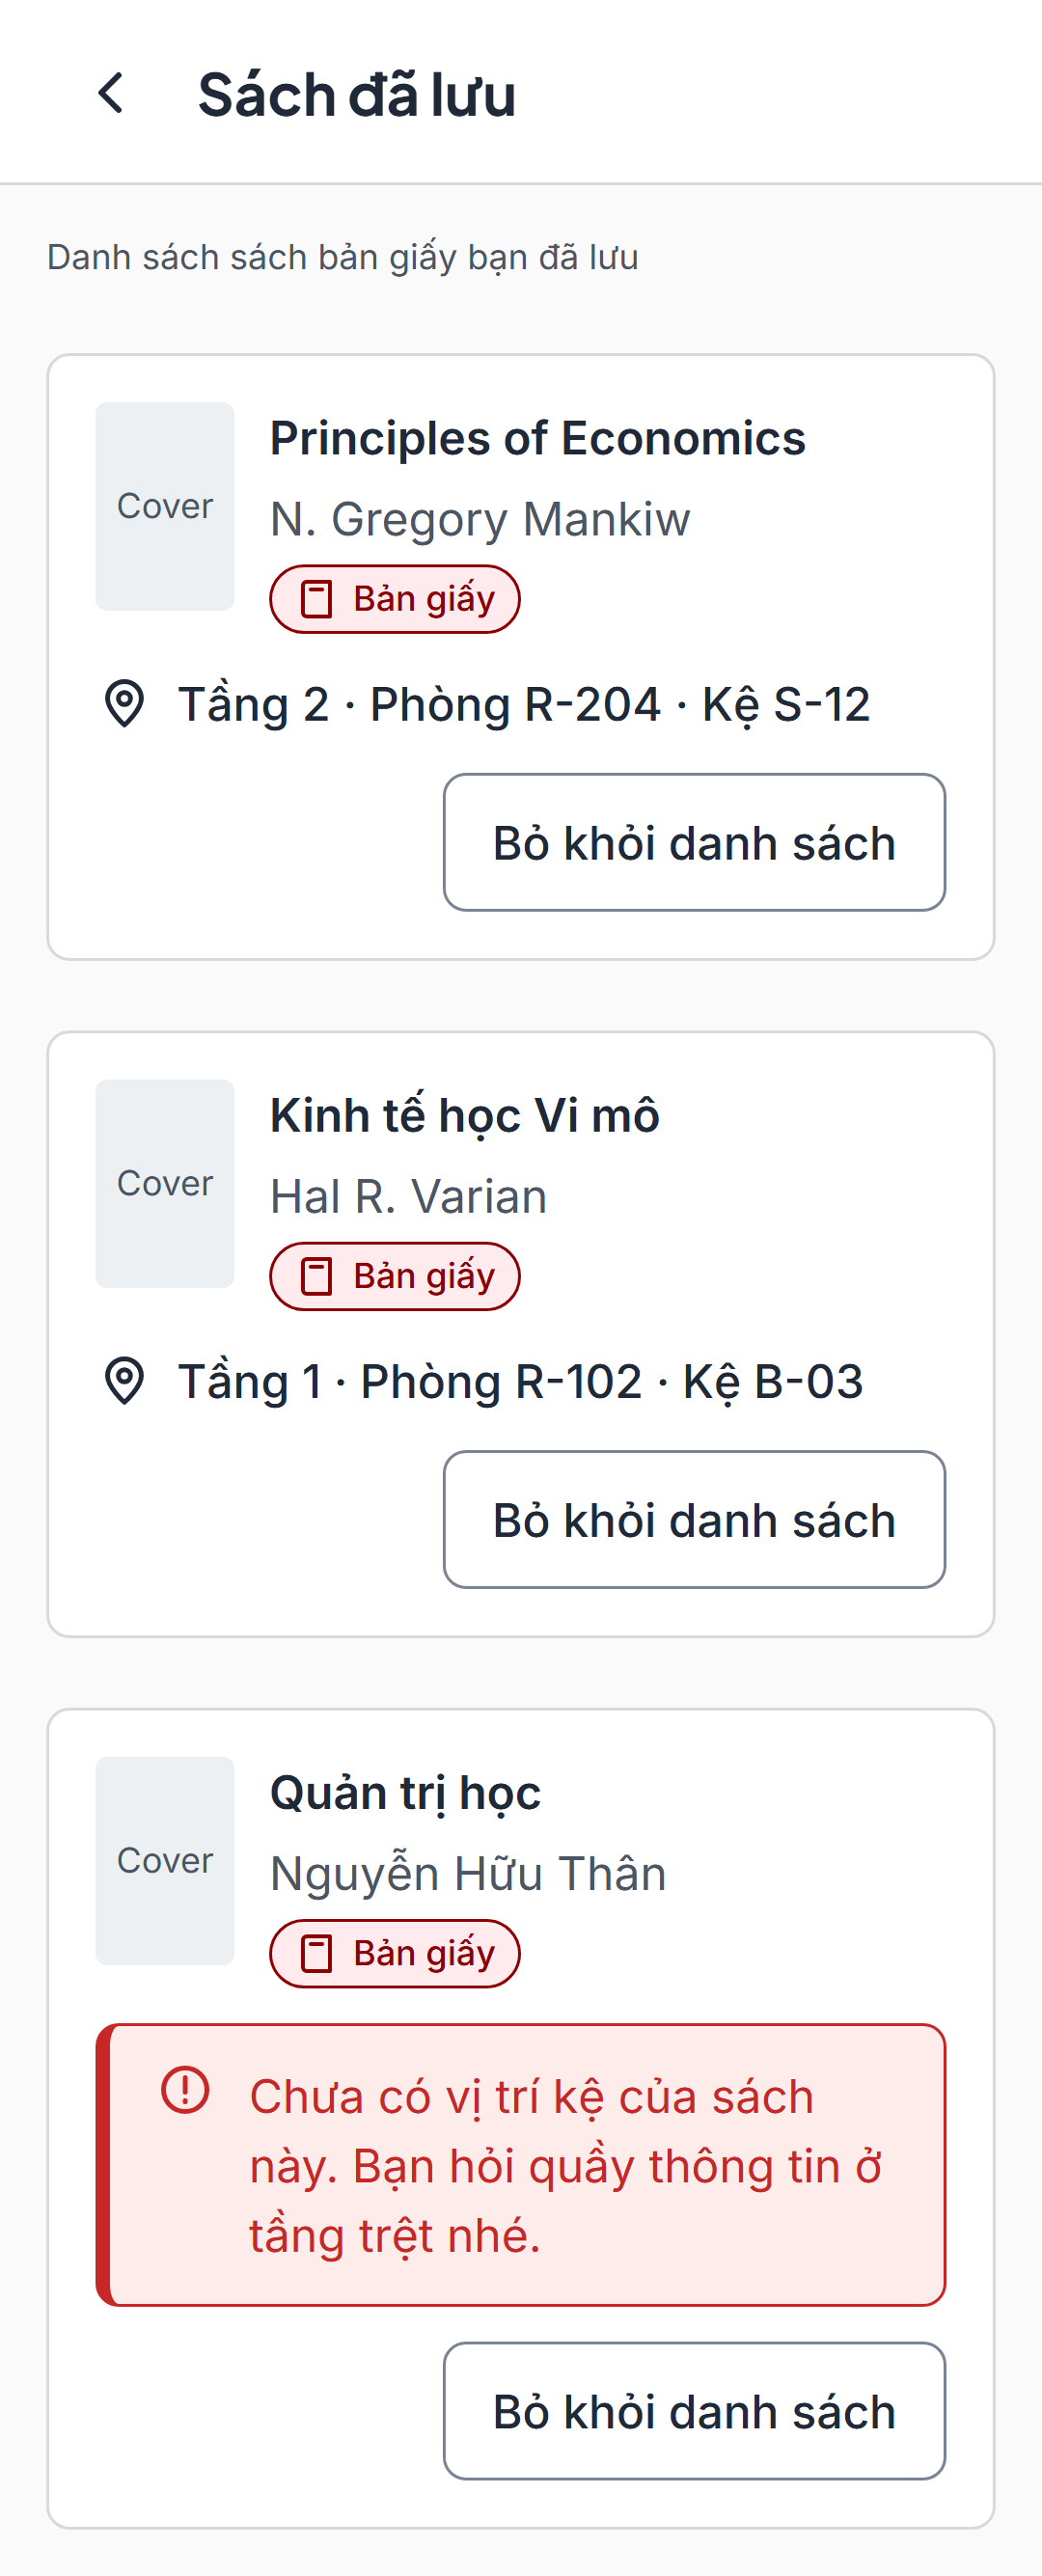 Sách đã lưu
Danh sách sách bản giấy bạn đã lưu
Cover
Principles of Economics
N. Gregory Mankiw
Bản giấy
Tầng 2 · Phòng R-204 · Kệ S-12
Bỏ khỏi danh sách
Cover
Kinh tế học Vi mô
Hal R. Varian
Bản giấy
Tầng 1 · Phòng R-102 · Kệ B-03
Bỏ khỏi danh sách
Cover
Quản trị học
Nguyễn Hữu Thân
Bản giấy
Chưa có vị trí kệ của sách
này. Bạn hỏi quầy thông tin ở
tầng trệt nhé.
Bỏ khỏi danh sách